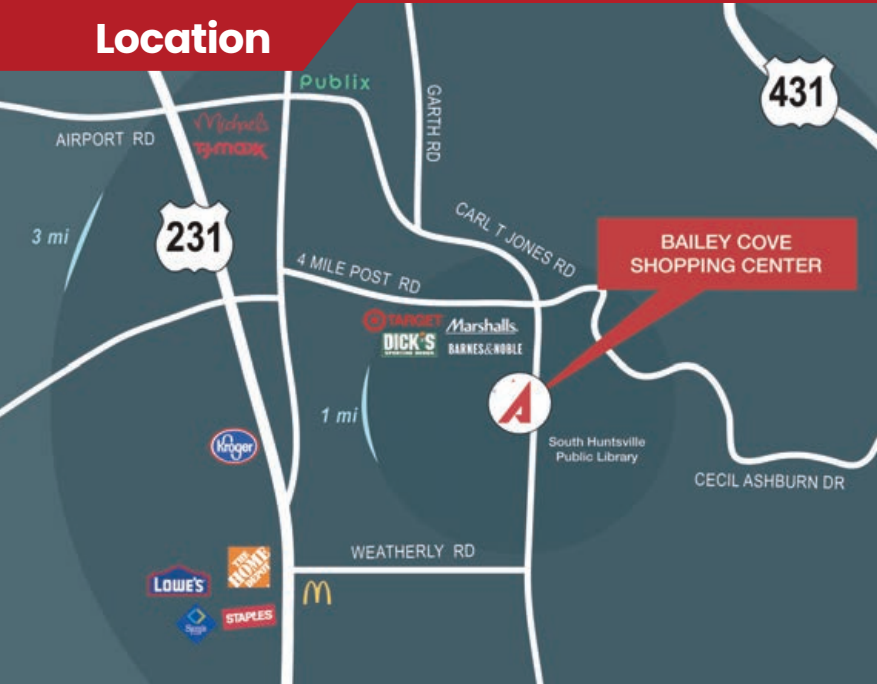 Location
Publix
431
GARTH RD
AIRPORT RD
Michaels
T.J.maxx
3 mi
231
CARL T JONES RD
BAILEY COVE
SHOPPING CENTER
4 MILE POST RD
TARGET
Marshalls.
DICK'S
SPORTING GOODS
BARNES&NOBLE
1 mi
A
Kroger
South Huntsville
Public Library
CECIL ASHBURN DR
WEATHERLY RD
THE
HOME
DEPOT
LOWE'S
M
Sam's
STAPLES